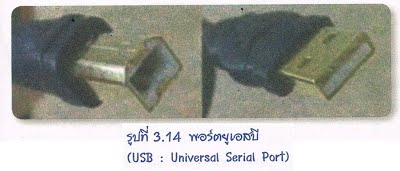 รูปที่ 3.14 พอร์ตยูเอสบี
(USB : Universal Serial Port)